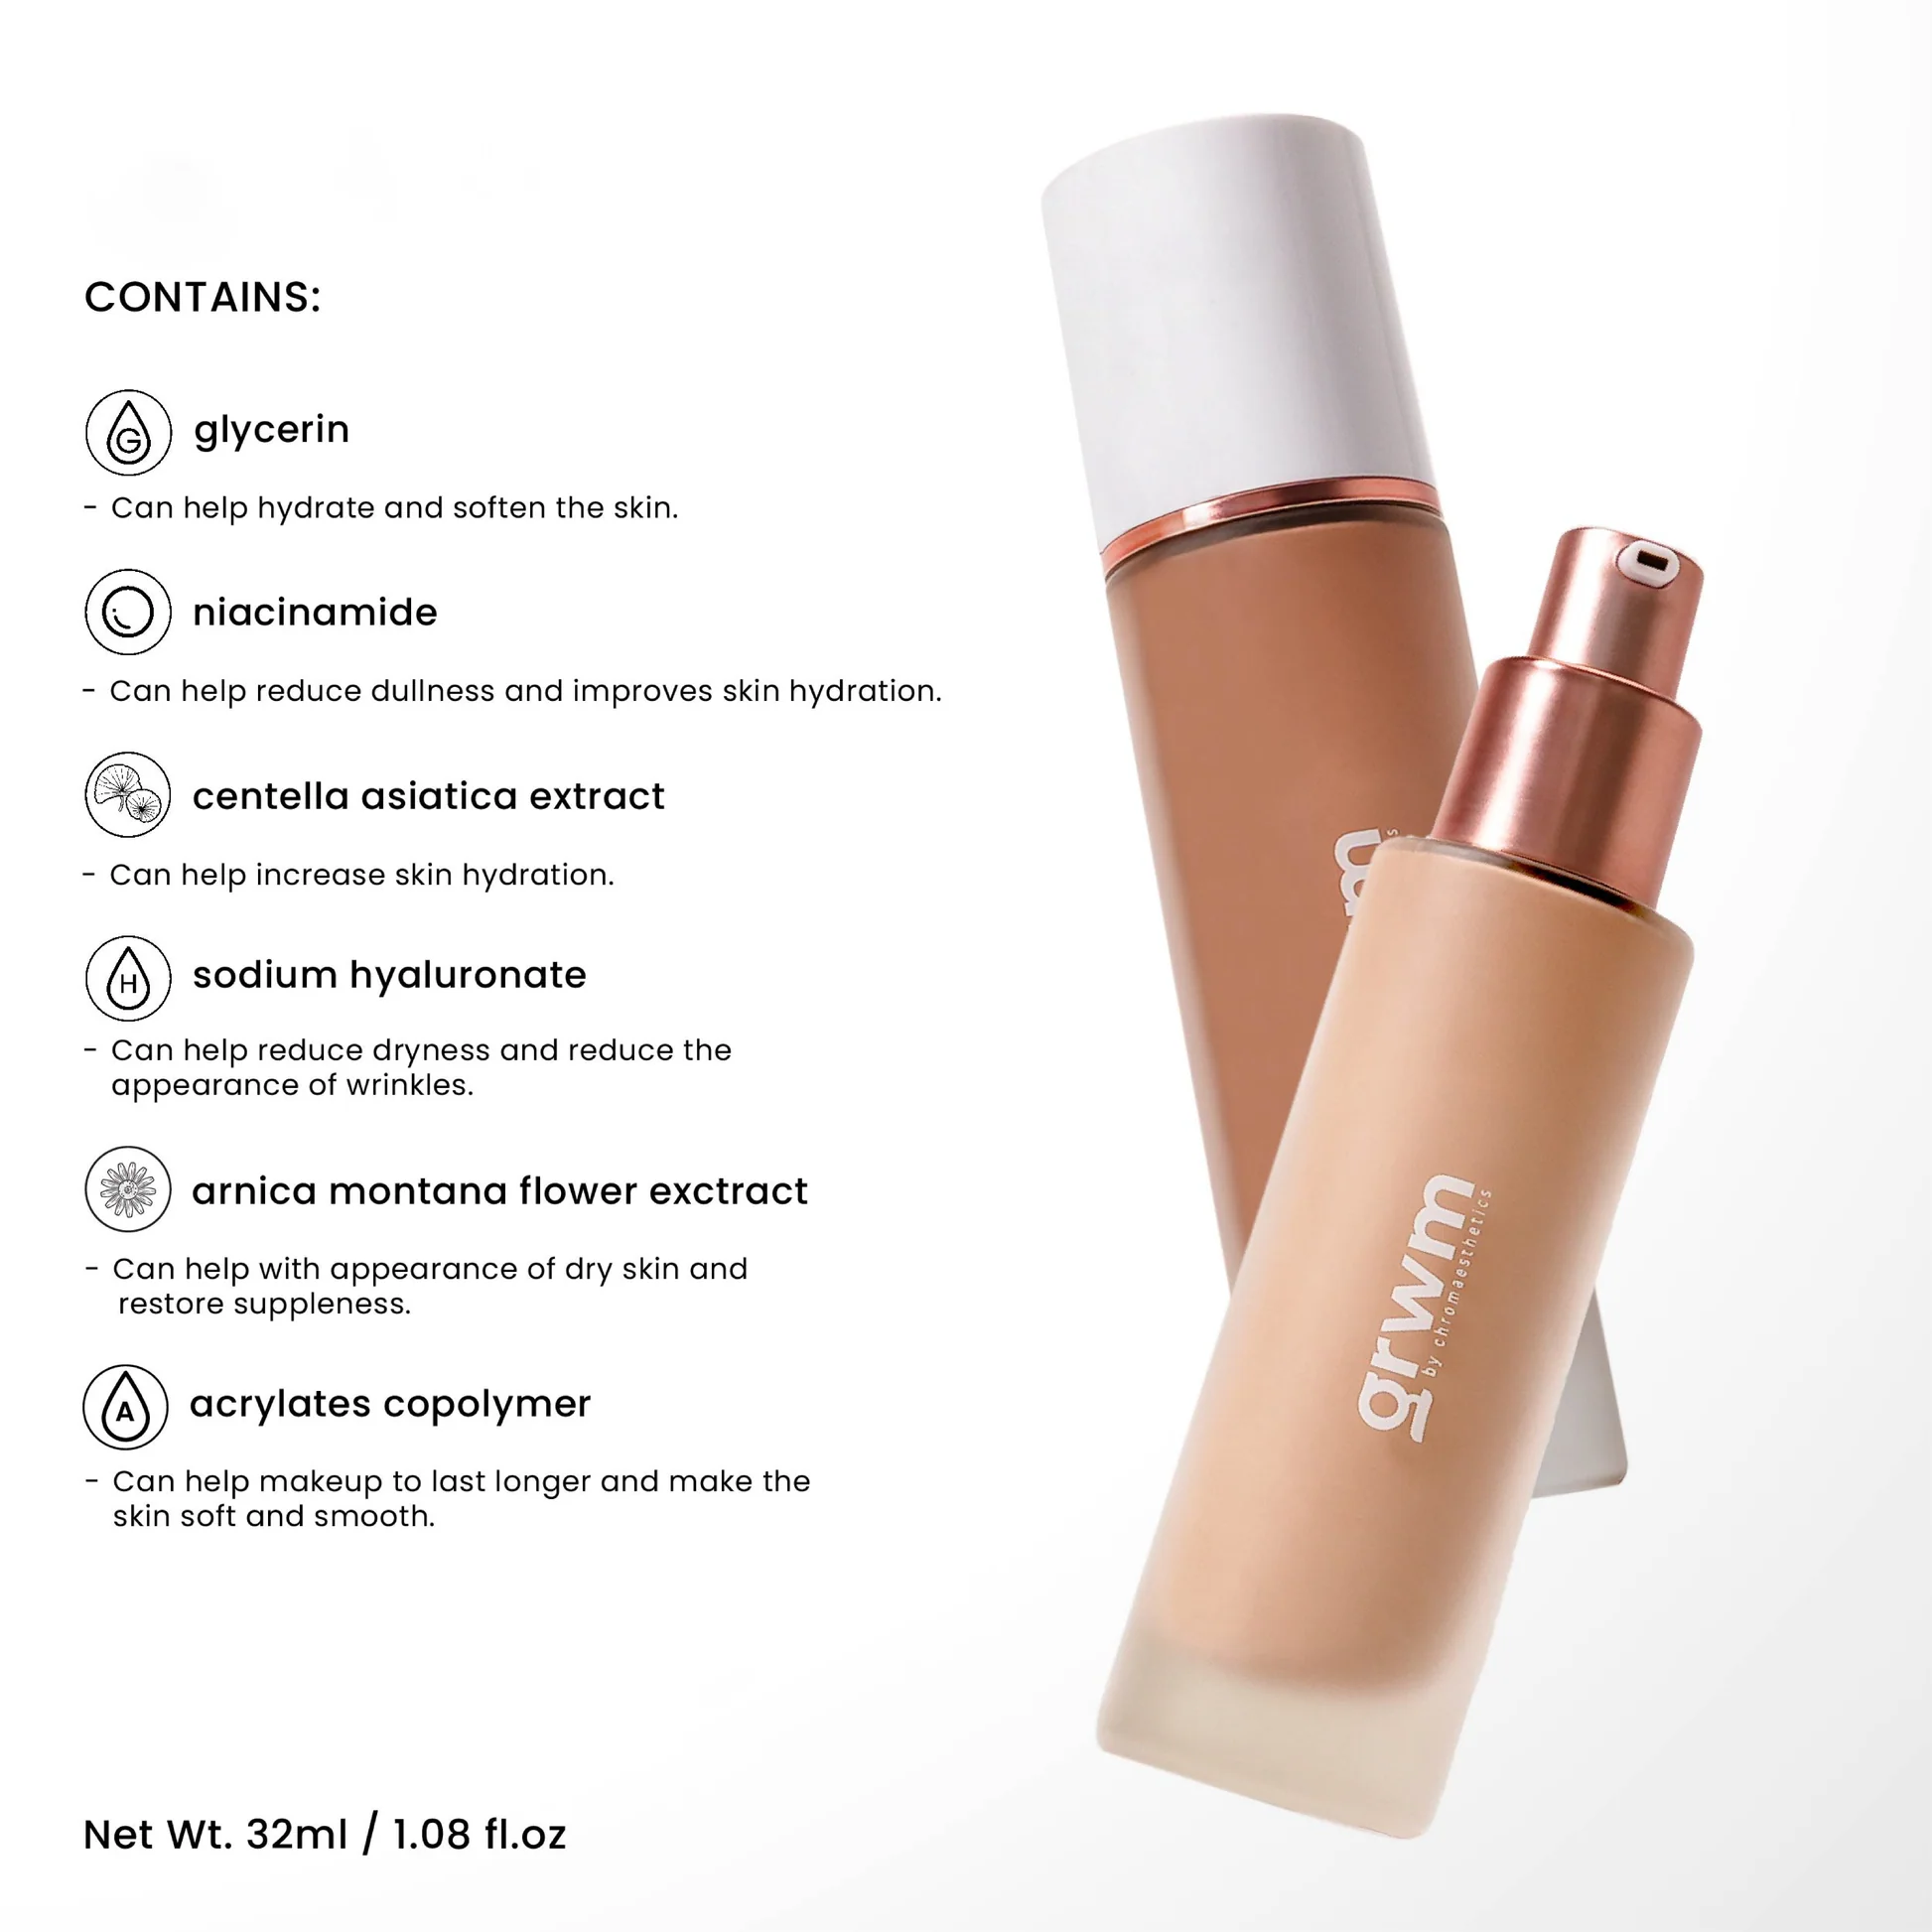 CONTAINS:
G
glycerin
- Can help hydrate and soften the skin.
niacinamide
- Can help reduce dullness and improves skin hydration.
centella asiatica extract
- Can help increase skin hydration.
H
sodium hyaluronate
- Can help reduce dryness and reduce the
appearance of wrinkles.
arnica montana flower exctract
- Can help with appearance of dry skin and
restore suppleness.
A
acrylates copolymer
- Can help makeup to last longer and make the
skin soft and smooth.
Net Wt. 32ml / 1.08 fl.oz
grwm
by chromaesthetics